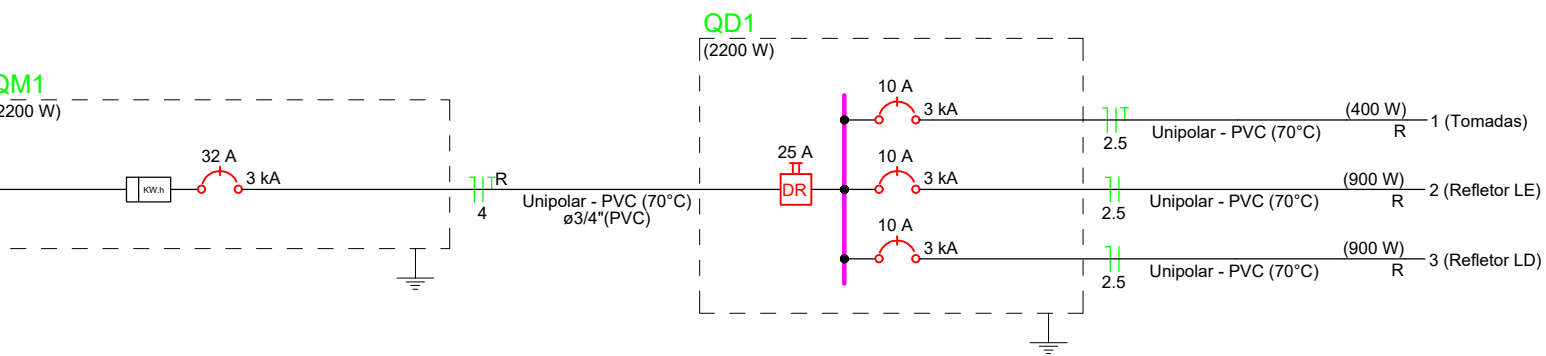 QM1
2200 W)
KW.h
32 A
3 kA
R
4
Unipolar - PVC (70°C)
ø3/4"(PVC)
QD1
(2200 W)
25 A
DR
10 A
3 kA
2.5
Unipolar - PVC (70°C)
(400 W)
R
1 (Tomadas)
10 A
3 kA
2.5
Unipolar - PVC (70°C)
(900 W)
R
2 (Refletor LE)
10 A
3 kA
2.5
Unipolar - PVC (70°C)
(900 W)
R
3 (Refletor LD)